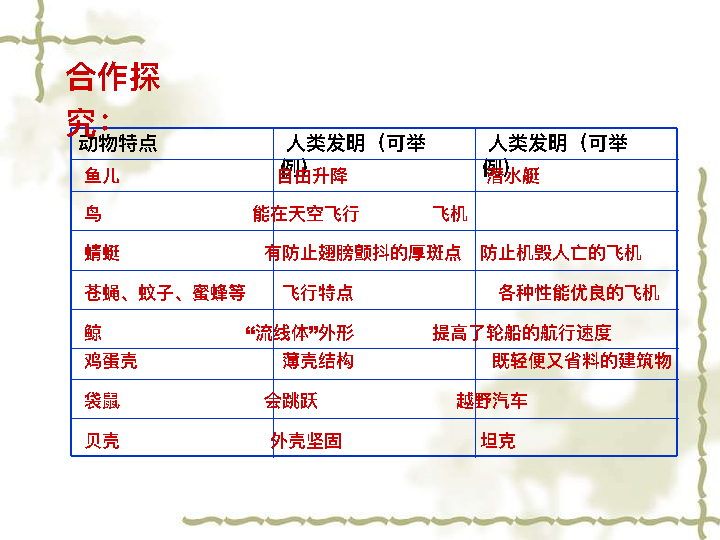 合作探
究：
动物特点 人类发明（可举 人类发明（可举
例） 例）
鱼儿 自由升降 潜水艇
鸟 能在天空飞行 飞机
蜻蜓 有防止翅膀颤抖的厚斑点 防止机毁人亡的飞机
苍蝇、蚊子、蜜蜂等 飞行特点 各种性能优良的飞机
鲸 “流线体”外形 提高了轮船的航行速度
鸡蛋壳 薄壳结构 既轻便又省料的建筑物
袋鼠 会跳跃 越野汽车
贝壳 外壳坚固 坦克